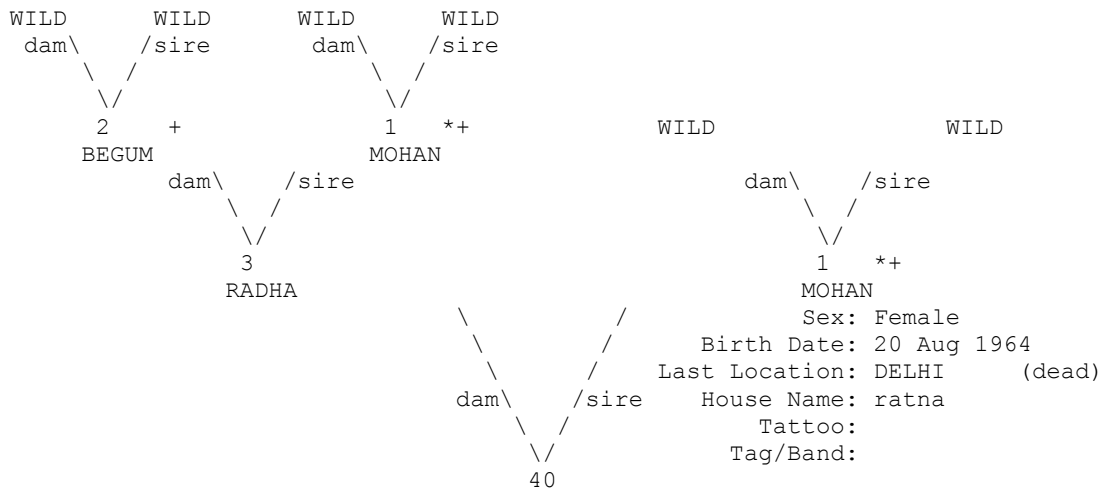 WILD WILD WILD WILD
dam\ /sire dam\ /sire
\ / \ /
\ / \ /
\/ \/
2 + 1 *+ WILD WILD
BEGUM MOHAN
dam\ /sire dam\ /sire
\ / \ /
\/ \/
3 1 *+
RADHA MOHAN
\ / Sex: Female
\ / Birth Date: 20 Aug 1964
\ / Last Location: DELHI (dead)
dam\ /sire House Name: ratna
\ / Tattoo:
\/ Tag/Band:
40